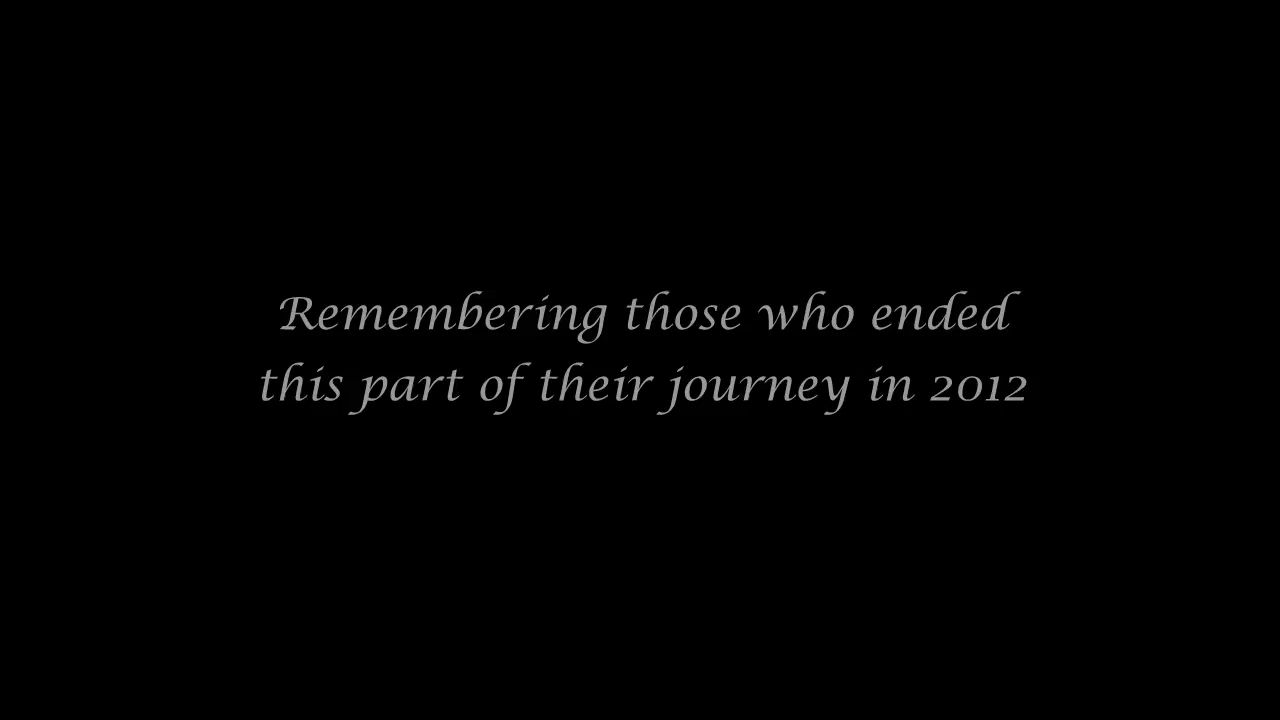 Remembering those who ended
this part of their journey in 2012